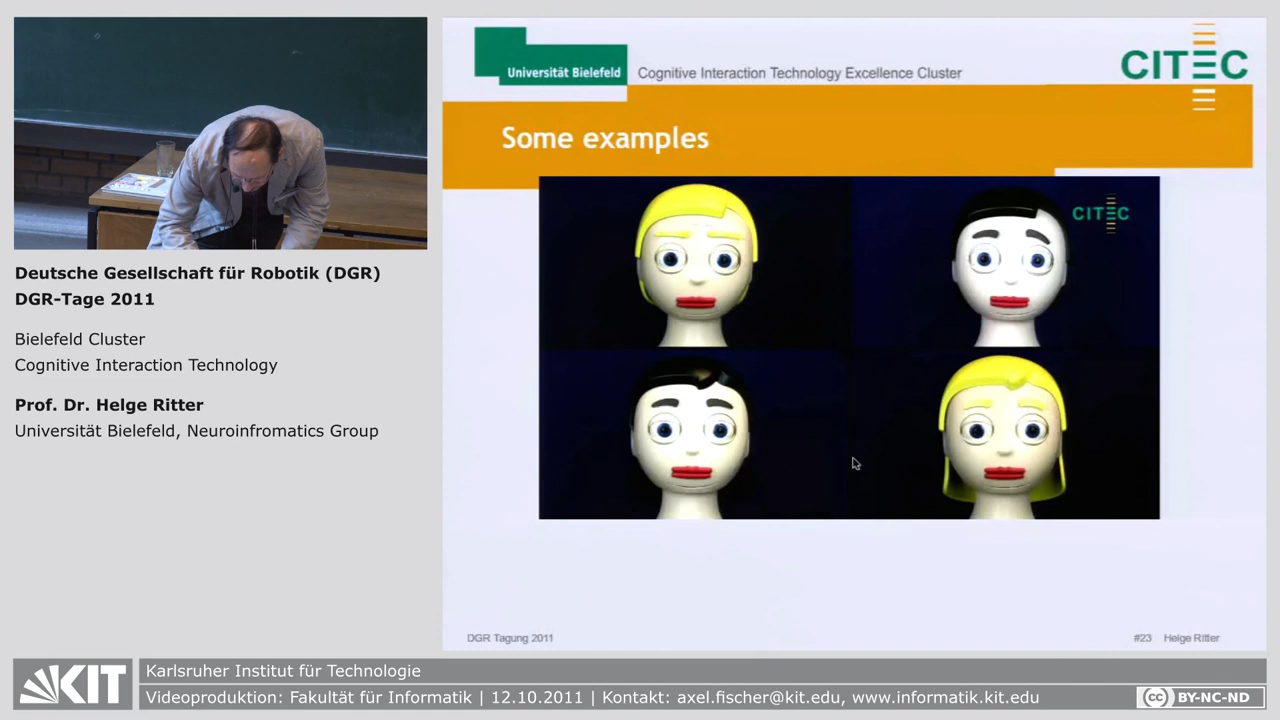 Universität Bielefeld
Cognitive Interaction Technology Excellence Cluster
CITEC
Some examples
CITEC
DGR Tagung 2011
#23 Helge Ritter
Deutsche Gesellschaft für Robotik (DGR)
DGR-Tage 2011
Bielefeld Cluster
Cognitive Interaction Technology
Prof. Dr. Helge Ritter
Universität Bielefeld, Neuroinfromatics Group
KIT
Karlsruher Institut für Technologie
Videoproduktion: Fakultät für Informatik | 12.10.2011 | Kontakt: axel.fischer@kit.edu, www.informatik.kit.edu
cc BY-NC-ND